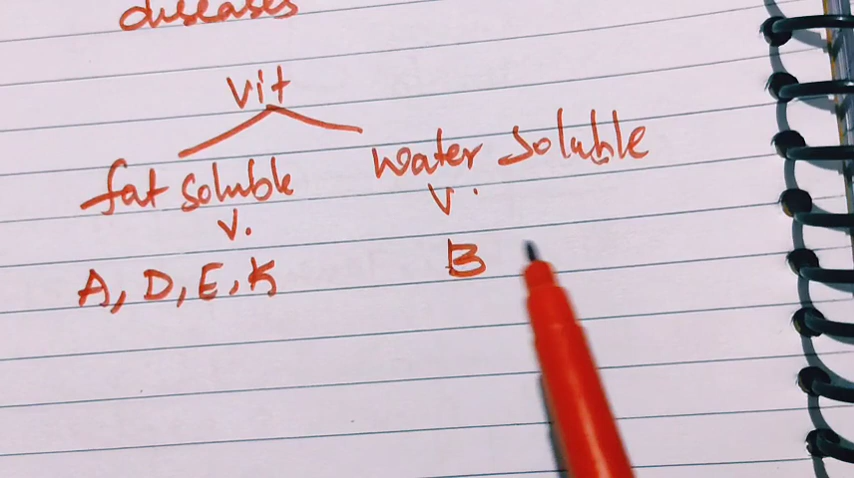 diseases
Vit
fat soluble
V.
Water soluble
V.
A, D, E, K
B